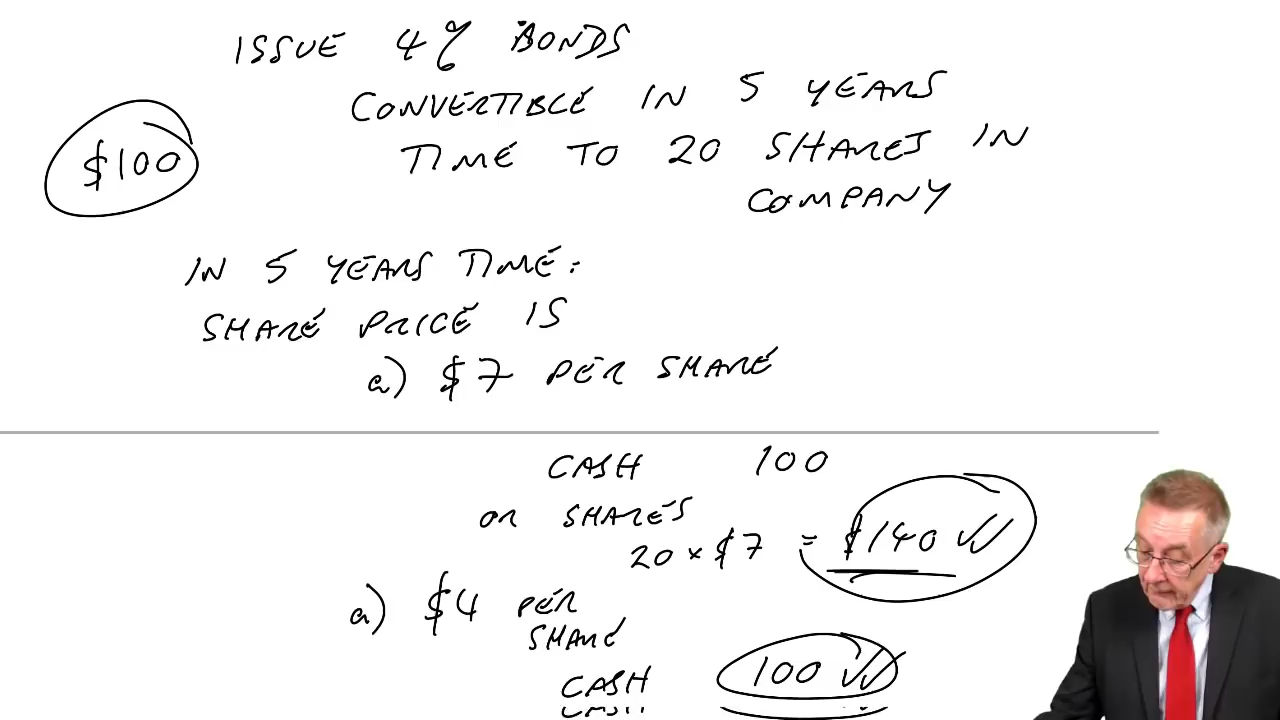 ISSUE 4% BONDS
CONVERTIBLE IN 5 YEARS
$100
TIME TO 20 SHARES IN
COMPANY
IN 5 YEARS TIME:
SHARE PRICE IS
a) $7 PER SHARE
CASH 100
OR SHARES
20 × $7 = $140 ✓✓
a) $4 PER
SHARE
CASH 100 ✓✓